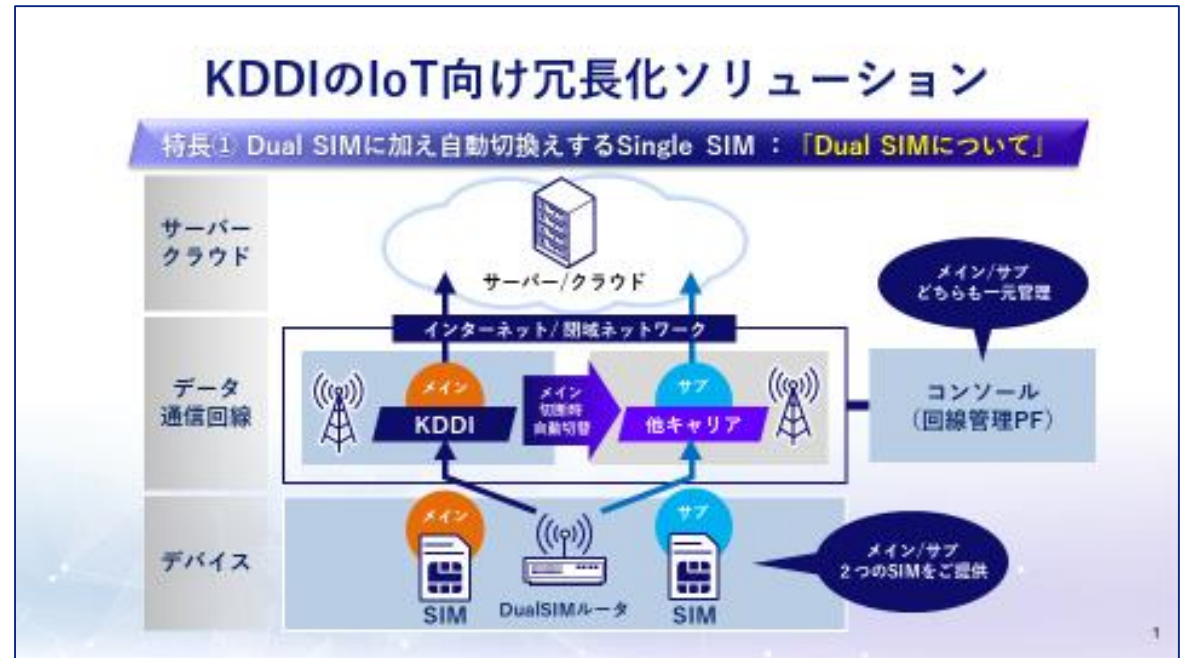 KDDIのIoT向け冗長化ソリューション
特長① Dual SIMに加え自動切換えするSingle SIM：「Dual SIMについて」
サーバー
クラウド
サーバー/クラウド
メイン/サブ
どちらも一元管理
インターネット/閉域ネットワーク
データ
通信回線
メイン
KDDI
メイン
切断時
自動切替
サブ
他キャリア
コンソール
(回線管理PF)
デバイス
メイン
SIM
DualSIMルータ
サブ
SIM
メイン/サブ
2つのSIMをご提供
1